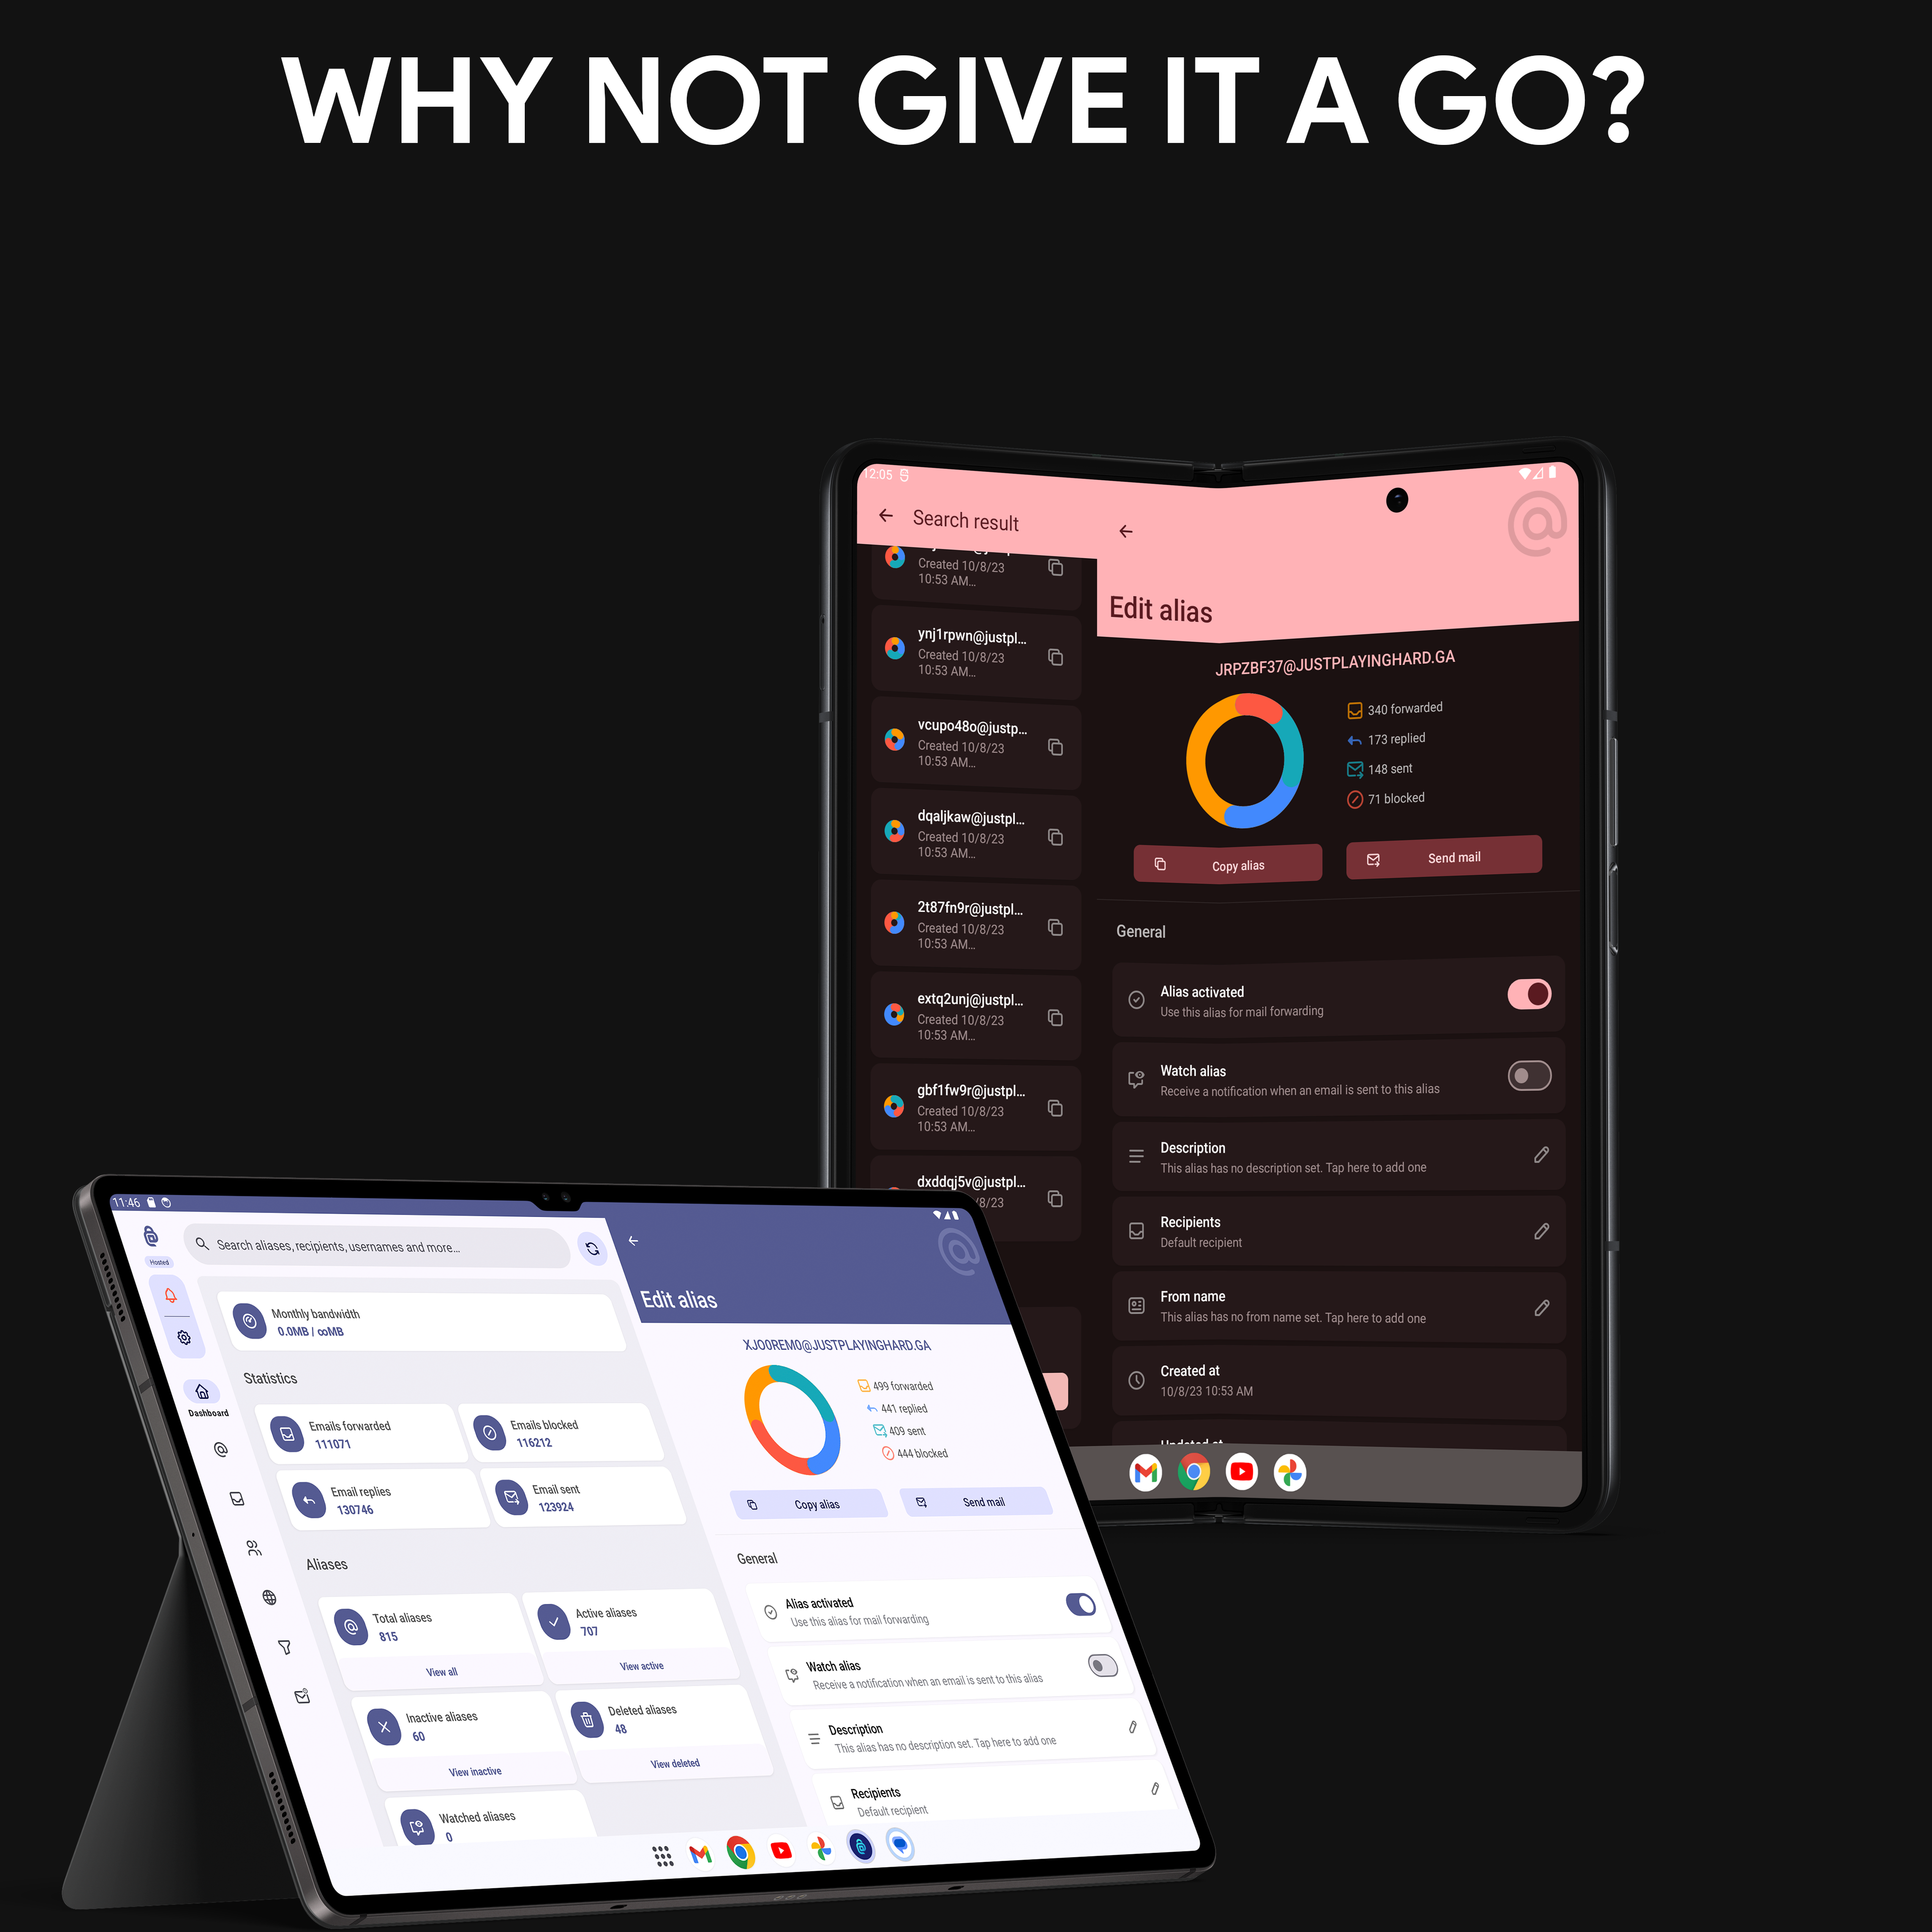 WHY NOT GIVE IT A GO?
12:05
Search result
Created 10/8/23
10:53 AM...
ynj1rpwn@justpl...
Created 10/8/23
10:53 AM...
vcupo48o@justp...
Created 10/8/23
10:53 AM...
dqaljkaw@justpl...
Created 10/8/23
10:53 AM...
2t87fn9r@justpl...
Created 10/8/23
10:53 AM...
extq2unj@justpl...
Created 10/8/23
10:53 AM...
gbf1fw9r@justpl...
Created 10/8/23
10:53 AM...
dxddqj5v@justpl...
/8/23
@
Edit alias
JRPZBF37@JUSTPLAYINGHARD.GA
340 forwarded
173 replied
148 sent
71 blocked
Copy alias
Send mail
General
Alias activated
Use this alias for mail forwarding
Watch alias
Receive a notification when an email is sent to this alias
Description
This alias has no description set. Tap here to add one
Recipients
Default recipient
From name
This alias has no from name set. Tap here to add one
Created at
10/8/23 10:53 AM
Updated at
11:46
Hosted
Search aliases, recipients, usernames and more...
Dashboard
Monthly bandwidth
0.0MB / ∞MB
Statistics
Emails forwarded
111071
Emails blocked
116212
Email replies
130746
Email sent
123924
Aliases
Total aliases
815
View all
Active aliases
707
View active
Inactive aliases
60
View inactive
Deleted aliases
48
View deleted
Watched aliases
0
@
Edit alias
XJO0REM0@JUSTPLAYINGHARD.GA
499 forwarded
441 replied
409 sent
444 blocked
Copy alias
Send mail
General
Alias activated
Use this alias for mail forwarding
Watch alias
Receive a notification when an email is sent to this alias
Description
This alias has no description set. Tap here to add one
Recipients
Default recipient